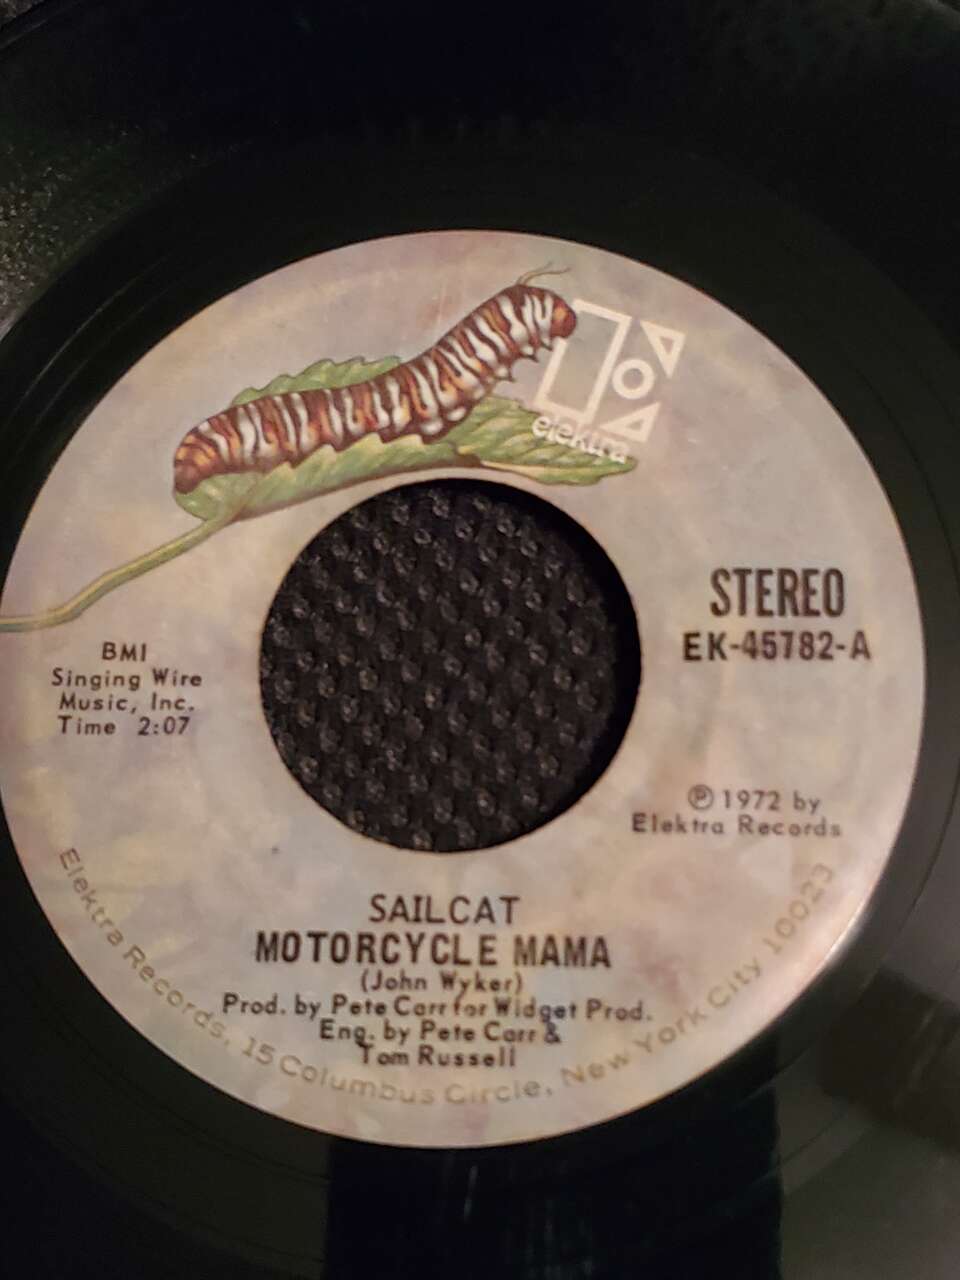 elektra
STEREO
EK-45782-A
BMI
Singing Wire
Music, Inc.
Time 2:07
℗ 1972 by
Elektra Records
SAILCAT
MOTORCYCLE MAMA
(John Wyker)
Prod. by Pete Carr for Widget Prod.
Eng. by Pete Carr &
Tom Russell
Elektra Records, 15 Columbus Circle, New York City 10023